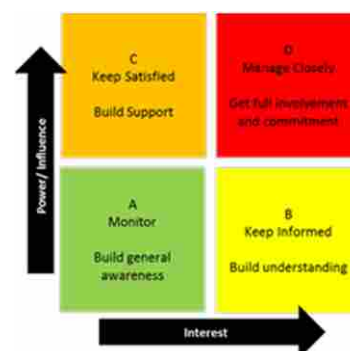 C
Keep Satisfied
Build Support
D
Manage Closely
Get full involvement
and commitment
Power/ Influence
A
Monitor
Build general
awareness
B
Keep Informed
Build understanding
Interest